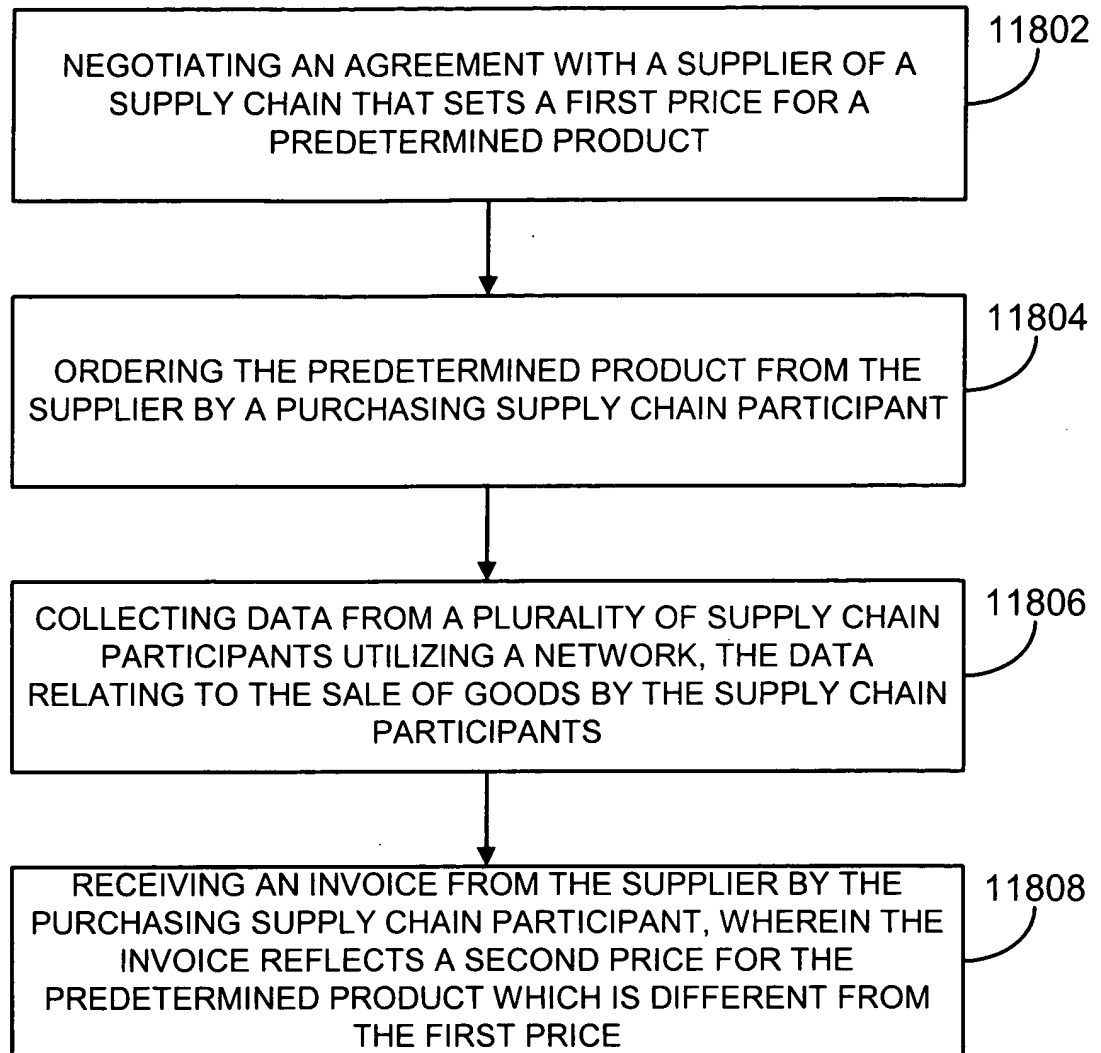 11802
NEGOTIATING AN AGREEMENT WITH A SUPPLIER OF A
SUPPLY CHAIN THAT SETS A FIRST PRICE FOR A
PREDETERMINED PRODUCT
11804
ORDERING THE PREDETERMINED PRODUCT FROM THE
SUPPLIER BY A PURCHASING SUPPLY CHAIN PARTICIPANT
11806
COLLECTING DATA FROM A PLURALITY OF SUPPLY CHAIN
PARTICIPANTS UTILIZING A NETWORK, THE DATA
RELATING TO THE SALE OF GOODS BY THE SUPPLY CHAIN
PARTICIPANTS
11808
RECEIVING AN INVOICE FROM THE SUPPLIER BY THE
PURCHASING SUPPLY CHAIN PARTICIPANT, WHEREIN THE
INVOICE REFLECTS A SECOND PRICE FOR THE
PREDETERMINED PRODUCT WHICH IS DIFFERENT FROM
THE FIRST PRICE